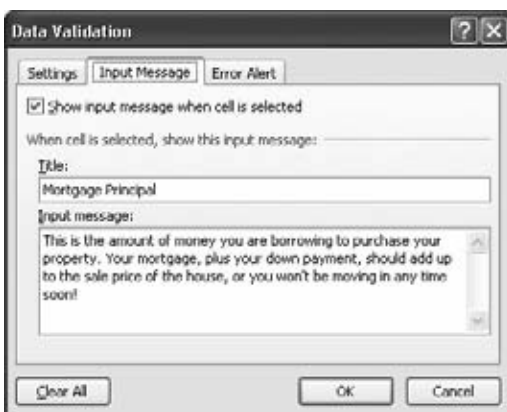 Data Validation
Settings Input Message Error Alert
Show input message when cell is selected
When cell is selected, show this input message:
Title:
Mortgage Principal
Input message:
This is the amount of money you are borrowing to purchase your
property. Your mortgage, plus your down payment, should add up
to the sale price of the house, or you won't be moving in any time
soon!
Clear All OK Cancel